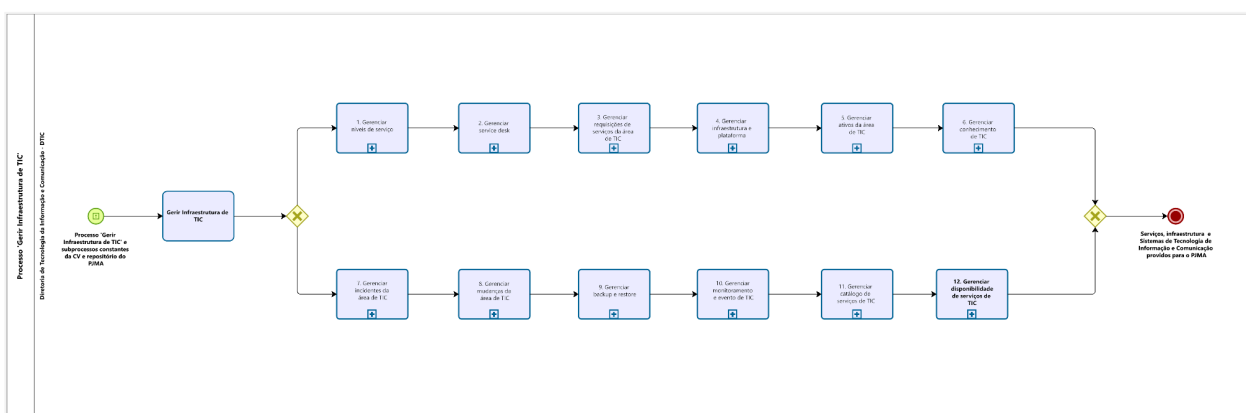 Processo 'Gerir Infraestrutura de TIC'
Diretoria de Tecnologia da Informação e Comunicação - DTIC
Processo 'Gerir
Infraestrutura de TIC' e
subprocessos constantes
da CV e repositório do
PJMA
Gerir Infraestrutura de
TIC
1. Gerenciar
níveis de serviço
2. Gerenciar
service desk
3. Gerenciar
requisições de
serviços da área
de TIC
4. Gerenciar
infraestrutura e
plataforma
5. Gerenciar
ativos da área
de TIC
6. Gerenciar
conhecimento
de TIC
7. Gerenciar
incidentes da
área de TIC
8. Gerenciar
mudanças da
área de TIC
9. Gerenciar
backup e restore
10. Gerenciar
monitoramento
e evento de TIC
11. Gerenciar
catálogo de
serviços de TIC
12. Gerenciar
disponibilidade
de serviços de
TIC
Serviços, infraestrutura e
Sistemas de Tecnologia de
Informação e Comunicação
providos para o PJMA